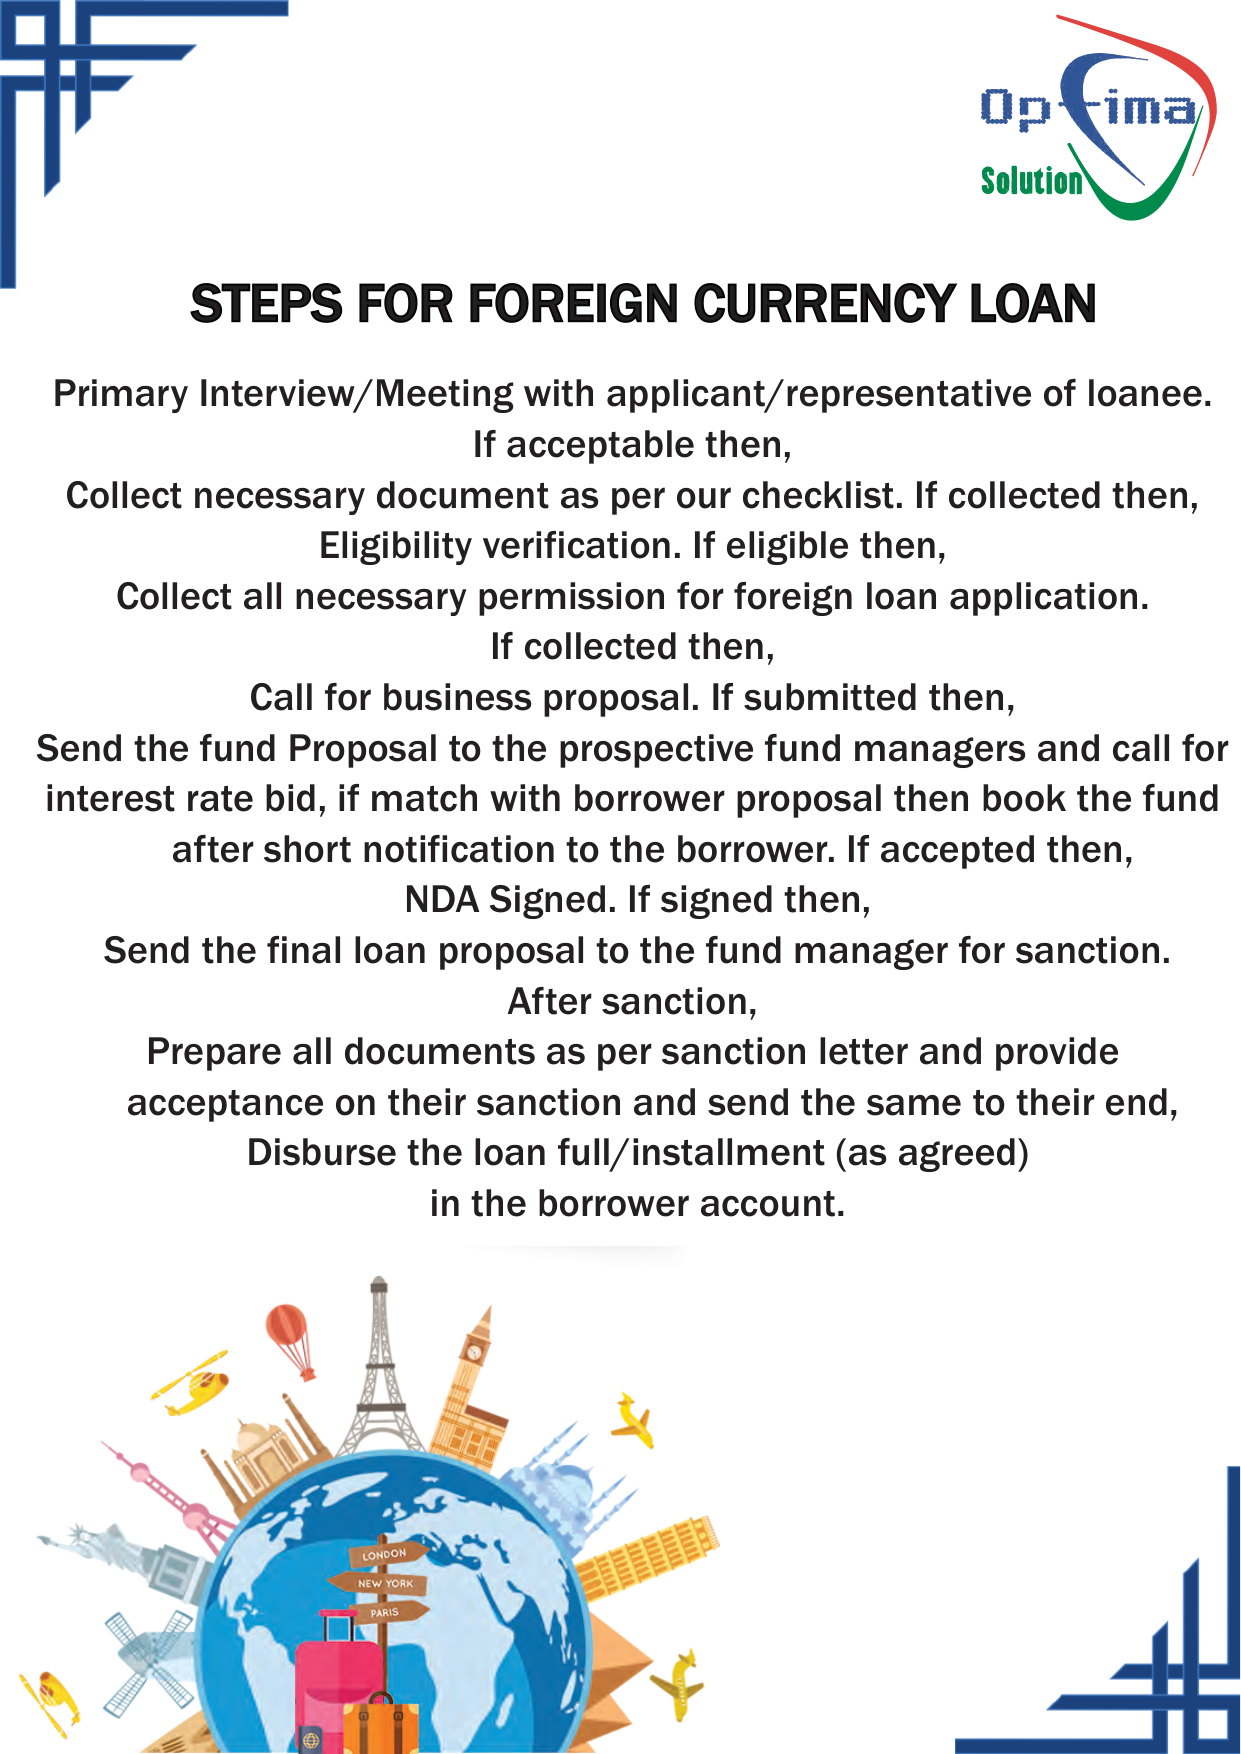 Optima
Solution
STEPS FOR FOREIGN CURRENCY LOAN
Primary Interview/Meeting with applicant/representative of loanee.
If acceptable then,
Collect necessary document as per our checklist. If collected then,
Eligibility verification. If eligible then,
Collect all necessary permission for foreign loan application.
If collected then,
Call for business proposal. If submitted then,
Send the fund Proposal to the prospective fund managers and call for
interest rate bid, if match with borrower proposal then book the fund
after short notification to the borrower. If accepted then,
NDA Signed. If signed then,
Send the final loan proposal to the fund manager for sanction.
After sanction,
Prepare all documents as per sanction letter and provide
acceptance on their sanction and send the same to their end,
Disburse the loan full/installment (as agreed)
in the borrower account.
LONDON
NEW YORK
PARIS